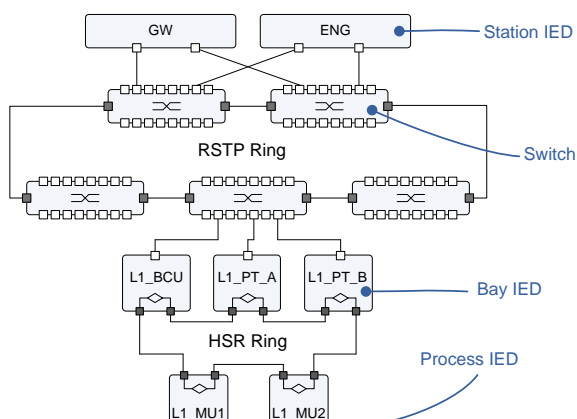 GW
ENG
Station IED
Switch
RSTP Ring
L1_BCU
L1_PT_A
L1_PT_B
Bay IED
HSR Ring
Process IED
L1_MU1
L1_MU2